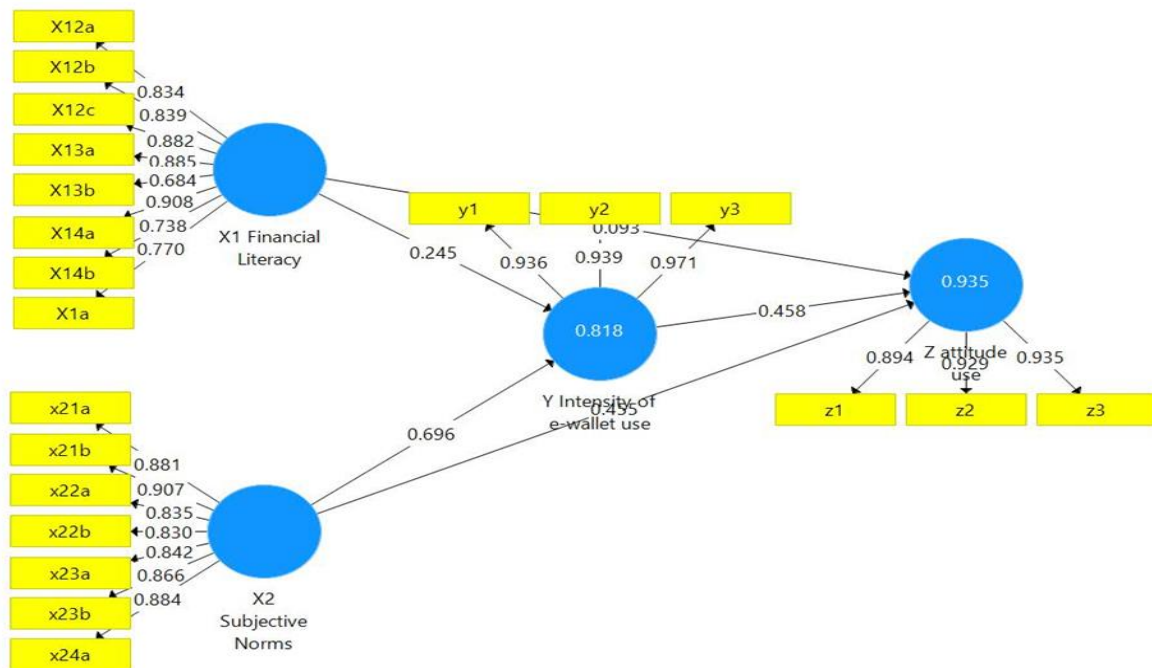 X12a
X12b
X12c
X13a
X13b
X14a
X14b
X1a
0.834
0.839
0.882
0.885
0.684
0.908
0.738
0.770
X1 Financial
Literacy
0.245
y1
y2
y3
0.093
0.936
0.939
0.971
0.818
Y Intensity of
e-wallet use
0.458
0.455
0.696
0.935
Z attitude
use
0.894
0.929
0.935
z1
z2
z3
x21a
x21b
x22a
x22b
x23a
x23b
x24a
0.881
0.907
0.835
0.830
0.842
0.866
0.884
X2
Subjective
Norms